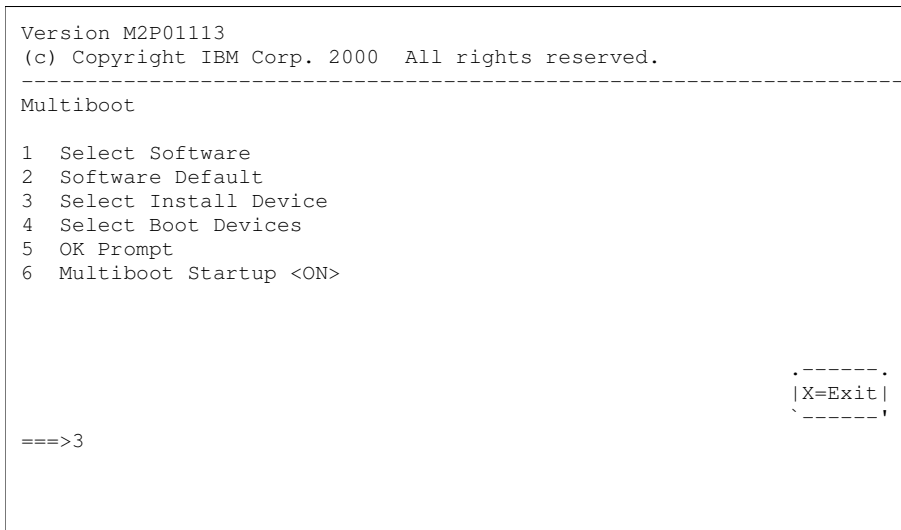 Version M2P01113
(c) Copyright IBM Corp. 2000  All rights reserved.
---------------------------------------------------------------------
Multiboot
1  Select Software
2  Software Default
3  Select Install Device
4  Select Boot Devices
5  OK Prompt
6  Multiboot Startup <ON>
.------.
|X=Exit|
`------'
===>3